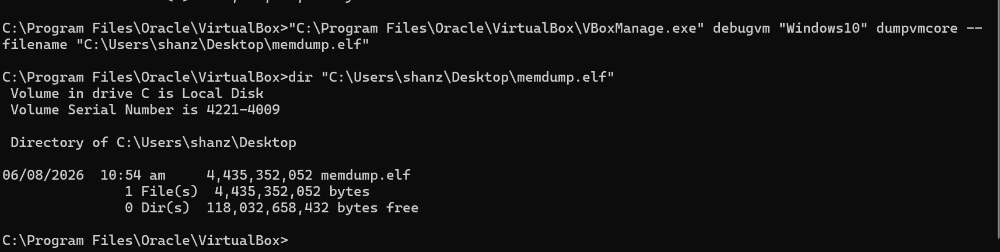 C:\Program Files\Oracle\VirtualBox>"C:\Program Files\Oracle\VirtualBox\VBoxManage.exe" debugvm "Windows10" dumpvmcore --
filename "C:\Users\shanz\Desktop\memdump.elf"
C:\Program Files\Oracle\VirtualBox>dir "C:\Users\shanz\Desktop\memdump.elf"
Volume in drive C is Local Disk
Volume Serial Number is 4221-4009
Directory of C:\Users\shanz\Desktop
06/08/2026  10:54 am     4,435,352,052 memdump.elf
1 File(s)  4,435,352,052 bytes
0 Dir(s)  118,032,658,432 bytes free
C:\Program Files\Oracle\VirtualBox>